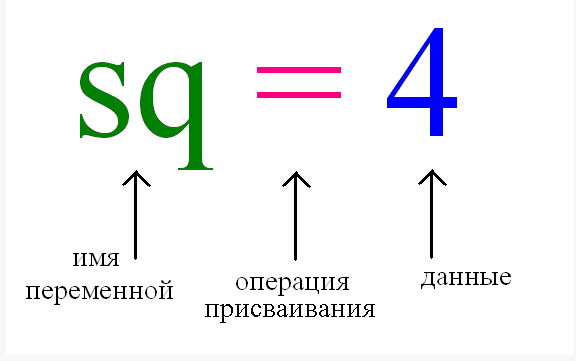 sq = 4
имя
переменной
операция
присваивания
данные